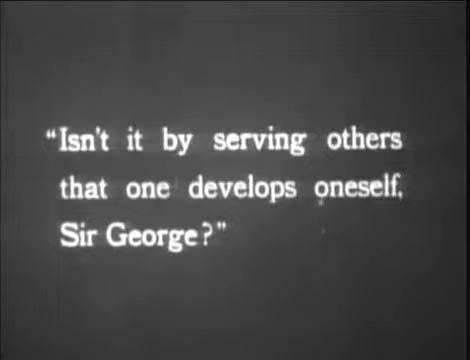 “Isn't it by serving others
that one develops oneself,
Sir George?”